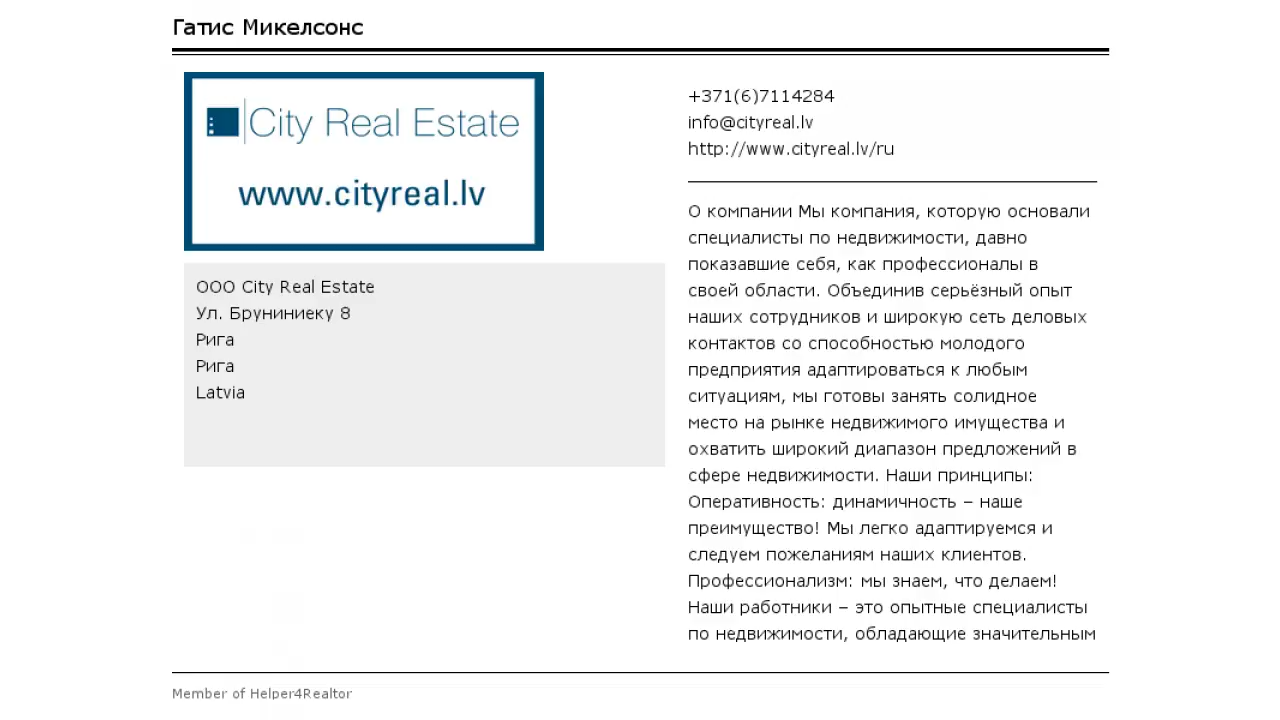 Гатис Микелсонс
City Real Estate
www.cityreal.lv
ООО City Real Estate
Ул. Бруниниеку 8
Рига
Рига
Latvia
+371(6)7114284
info@cityreal.lv
http://www.cityreal.lv/ru
О компании Мы компания, которую основали
специалисты по недвижимости, давно
показавшие себя, как профессионалы в
своей области. Объединив серьёзный опыт
наших сотрудников и широкую сеть деловых
контактов со способностью молодого
предприятия адаптироваться к любым
ситуациям, мы готовы занять солидное
место на рынке недвижимого имущества и
охватить широкий диапазон предложений в
сфере недвижимости. Наши принципы:
Оперативность: динамичность – наше
преимущество! Мы легко адаптируемся и
следуем пожеланиям наших клиентов.
Профессионализм: мы знаем, что делаем!
Наши работники – это опытные специалисты
по недвижимости, обладающие значительным
Member of Helper4Realtor